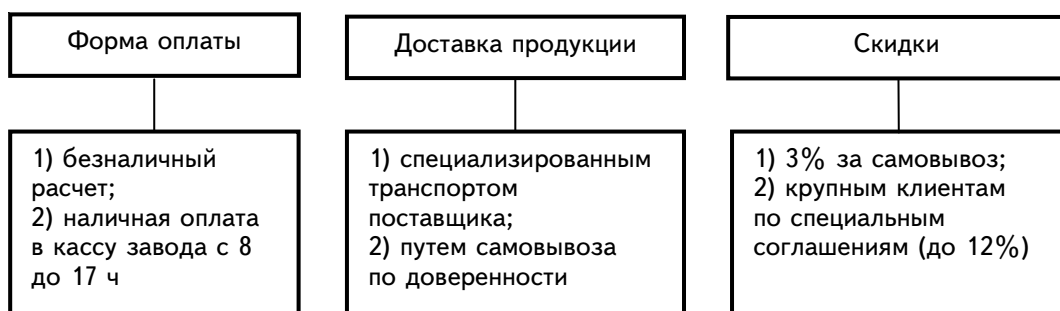 Форма оплаты
1) безналичный
расчет;
2) наличная оплата
в кассу завода с 8
до 17 ч
Доставка продукции
1) специализированным
транспортом
поставщика;
2) путем самовывоза
по доверенности
Скидки
1) 3% за самовывоз;
2) крупным клиентам
по специальным
соглашениям (до 12%)